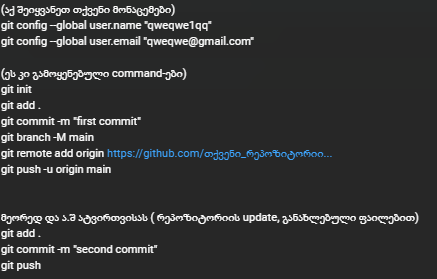 (აქ შეიყვანეთ თქვენი მონაცემები)
git config --global user.name "qweqwe1qq"
git config --global user.email "qweqwe@gmail.com"
(ეს კი გამოყენებული command-ები)
git init
git add .
git commit -m "first commit"
git branch -M main
git remote add origin https://github.com/თქვენი_რეპოზიტორიი...
git push -u origin main
მეორედ და ა.შ ატვირთვისას ( რეპოზიტორიის update, განახლებული ფაილებით)
git add .
git commit -m "second commit"
git push